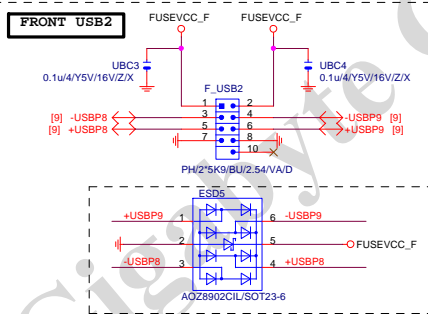 FRONT USB2
FUSEVCC_F FUSEVCC_F
UBC3 UBC4
0.1u/4/Y5V/16V/Z/X 0.1u/4/Y5V/16V/Z/X
F_USB2
1 2
[9] -USBP8 3 4 -USBP9 [9]
[9] +USBP8 5 6 +USBP9 [9]
7 8
10
PH/2*5K9/BU/2.54/VA/D
ESD5
+USBP9 1 6 -USBP9
2 5 FUSEVCC_F
-USBP8 3 4 +USBP8
AOZ8902CIL/SOT23-6
Gigabyte